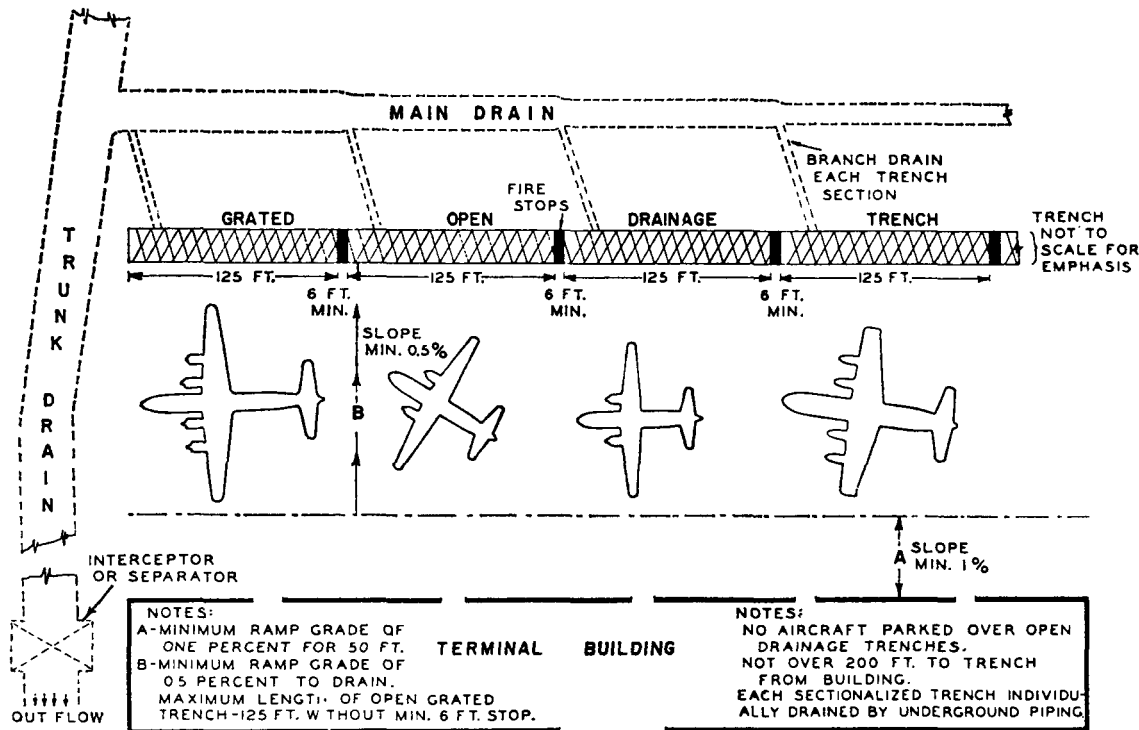 MAIN DRAIN
BRANCH DRAIN
EACH TRENCH
SECTION
FIRE
STOPS
GRATED
OPEN
DRAINAGE
TRENCH
TRENCH
NOT TO
SCALE FOR
EMPHASIS
125 FT.
125 FT.
125 FT.
125 FT.
6 FT.
MIN.
6 FT.
MIN.
6 FT.
MIN.
TRUNK DRAIN
SLOPE
MIN. 0.5%
B
A
SLOPE
MIN. 1%
INTERCEPTOR
OR SEPARATOR
OUT FLOW
NOTES:
A-MINIMUM RAMP GRADE OF
ONE PERCENT FOR 50 FT.
B-MINIMUM RAMP GRADE OF
0.5 PERCENT TO DRAIN.
MAXIMUM LENGTH OF OPEN GRATED
TRENCH-125 FT. W THOUT MIN. 6 FT. STOP.
TERMINAL BUILDING
NOTES:
NO AIRCRAFT PARKED OVER OPEN
DRAINAGE TRENCHES.
NOT OVER 200 FT. TO TRENCH
FROM BUILDING.
EACH SECTIONALIZED TRENCH INDIVIDU-
ALLY DRAINED BY UNDERGROUND PIPING.